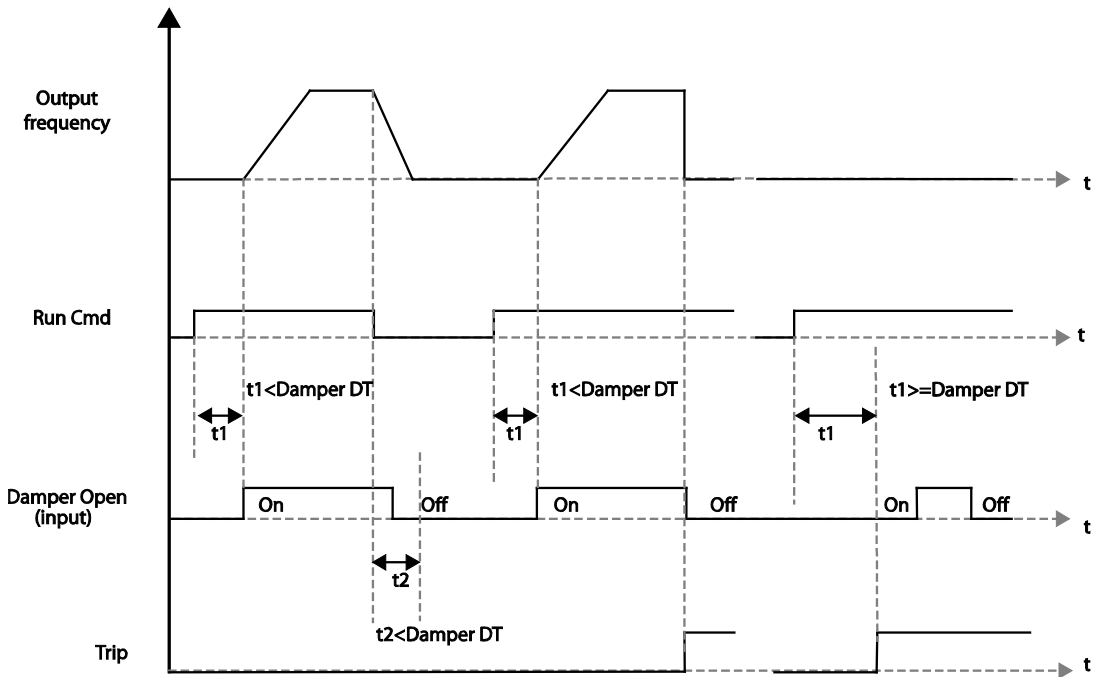 Output
frequency
t
Run Cmd
t
t1<Damper DT
t1<Damper DT
t1>=Damper DT
t1
t1
t1
Damper Open
(input)
On
Off
On
Off
On
Off
t
t2
t2<Damper DT
Trip
t